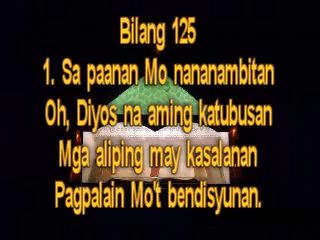 Bilang 125
1. Sa paanan Mo nananambitan
Oh, Diyos na aming katubusan
Mga aliping may kasalanan
Pagpalain Mo't bendisyunan.